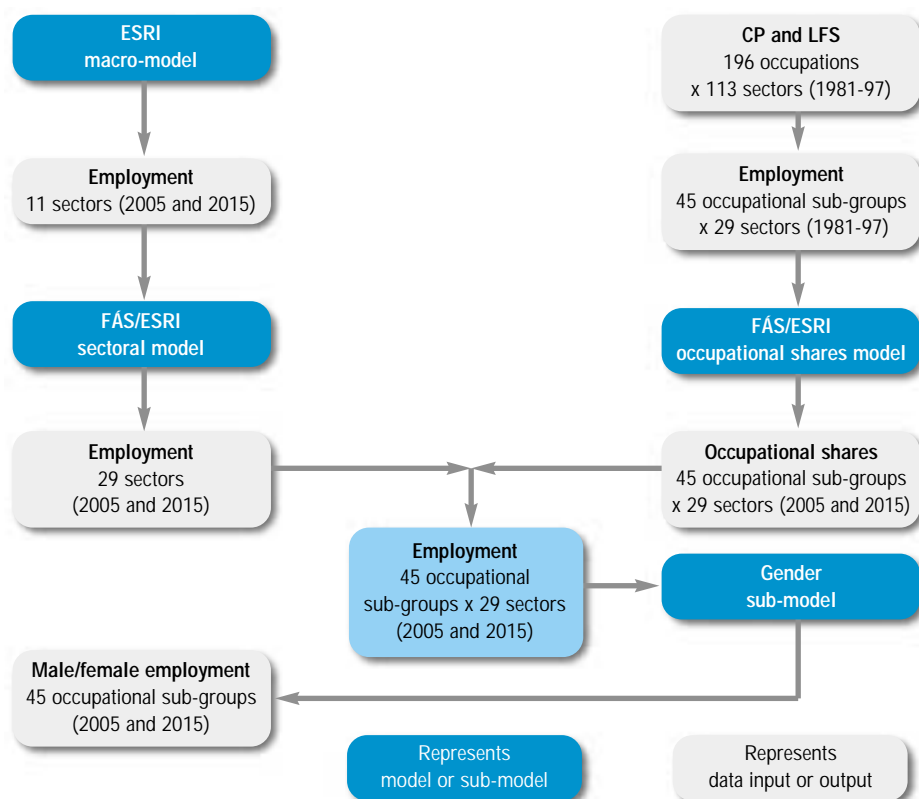 ESRI
macro-model
CP and LFS
196 occupations
x 113 sectors (1981-97)
Employment
11 sectors (2005 and 2015)
Employment
45 occupational sub-groups
x 29 sectors (1981-97)
FÁS/ESRI
sectoral model
FÁS/ESRI
occupational shares model
Employment
29 sectors
(2005 and 2015)
Occupational shares
45 occupational sub-groups
x 29 sectors (2005 and 2015)
Employment
45 occupational
sub-groups x 29 sectors
(2005 and 2015)
Gender
sub-model
Male/female employment
45 occupational sub-groups
(2005 and 2015)
Represents
model or sub-model
Represents
data input or output